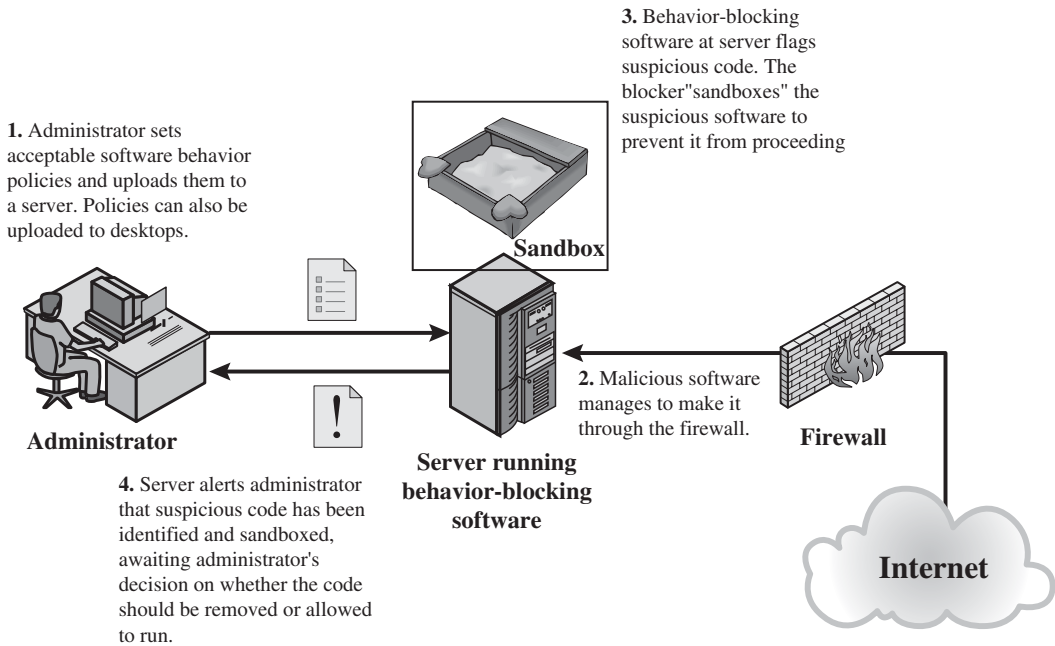 3. Behavior-blocking
software at server flags
suspicious code. The
blocker"sandboxes" the
suspicious software to
prevent it from proceeding
1. Administrator sets
acceptable software behavior
policies and uploads them to
a server. Policies can also be
uploaded to desktops.
Sandbox
!
2. Malicious software
manages to make it
through the firewall.
Administrator
Firewall
Server running
behavior-blocking
software
4. Server alerts administrator
that suspicious code has been
identified and sandboxed,
awaiting administrator's
decision on whether the code
should be removed or allowed
to run.
Internet